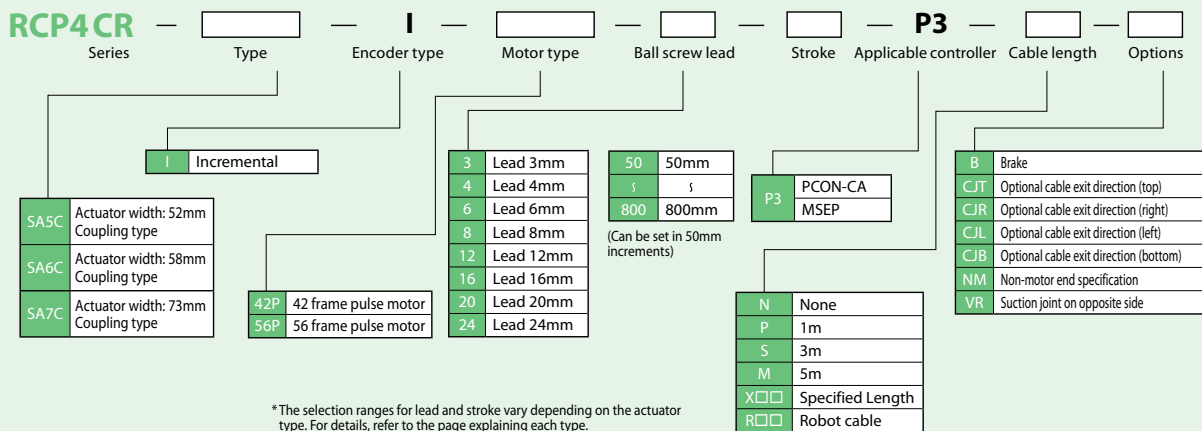 RCP4CR — — I — — — — P3 — —
Series Type Encoder type Motor type Ball screw lead Stroke Applicable controller Cable length Options
I Incremental
SA5C Actuator width: 52mm
Coupling type
SA6C Actuator width: 58mm
Coupling type
SA7C Actuator width: 73mm
Coupling type
42P 42 frame pulse motor
56P 56 frame pulse motor
3 Lead 3mm
4 Lead 4mm
6 Lead 6mm
8 Lead 8mm
12 Lead 12mm
16 Lead 16mm
20 Lead 20mm
24 Lead 24mm
50 50mm
≀ ≀
800 800mm
(Can be set in 50mm
increments)
P3 PCON-CA
MSEP
N None
P 1m
S 3m
M 5m
X□□ Specified Length
R□□ Robot cable
B Brake
CJT Optional cable exit direction (top)
CJR Optional cable exit direction (right)
CJL Optional cable exit direction (left)
CJB Optional cable exit direction (bottom)
NM Non-motor end specification
VR Suction joint on opposite side
*The selection ranges for lead and stroke vary depending on the actuator
type. For details, refer to the page explaining each type.